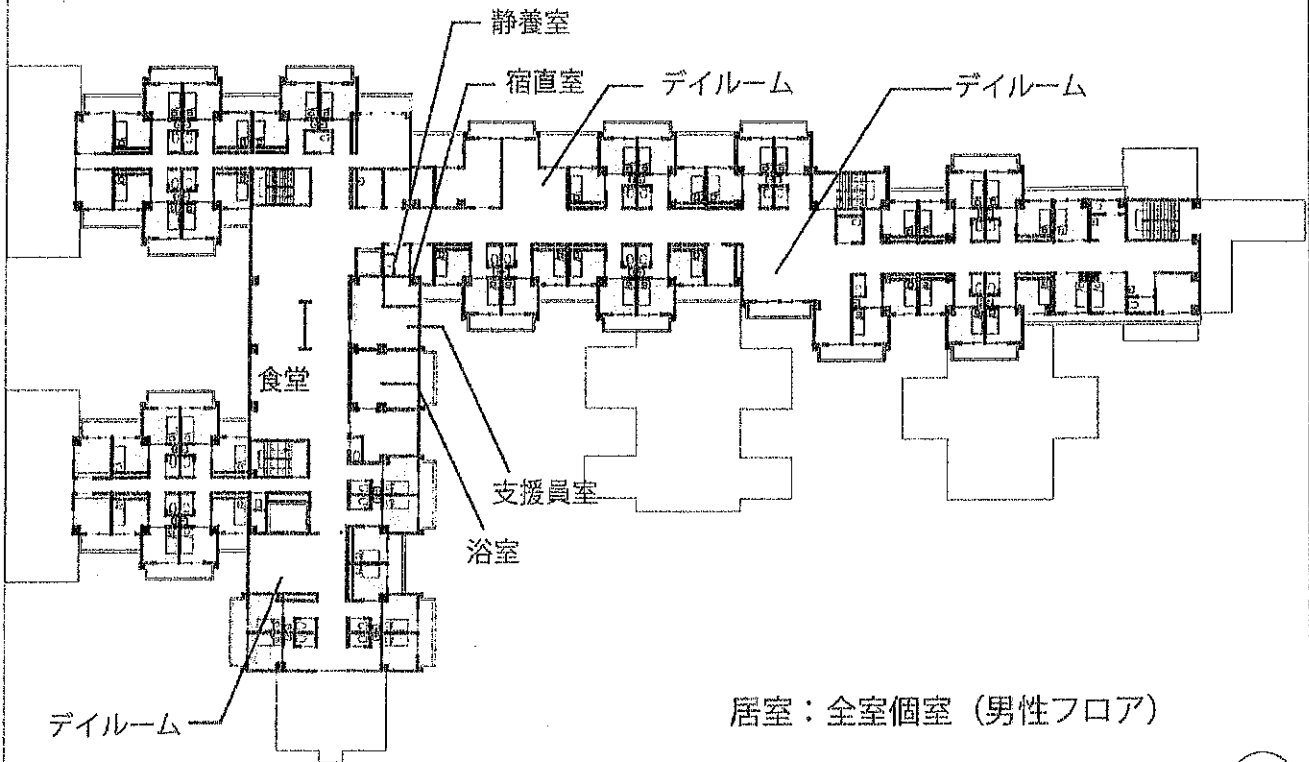 静養室
宿直室
デイルーム
デイルーム
食堂
支援員室
浴室
デイルーム
居室：全室個室（男性フロア）